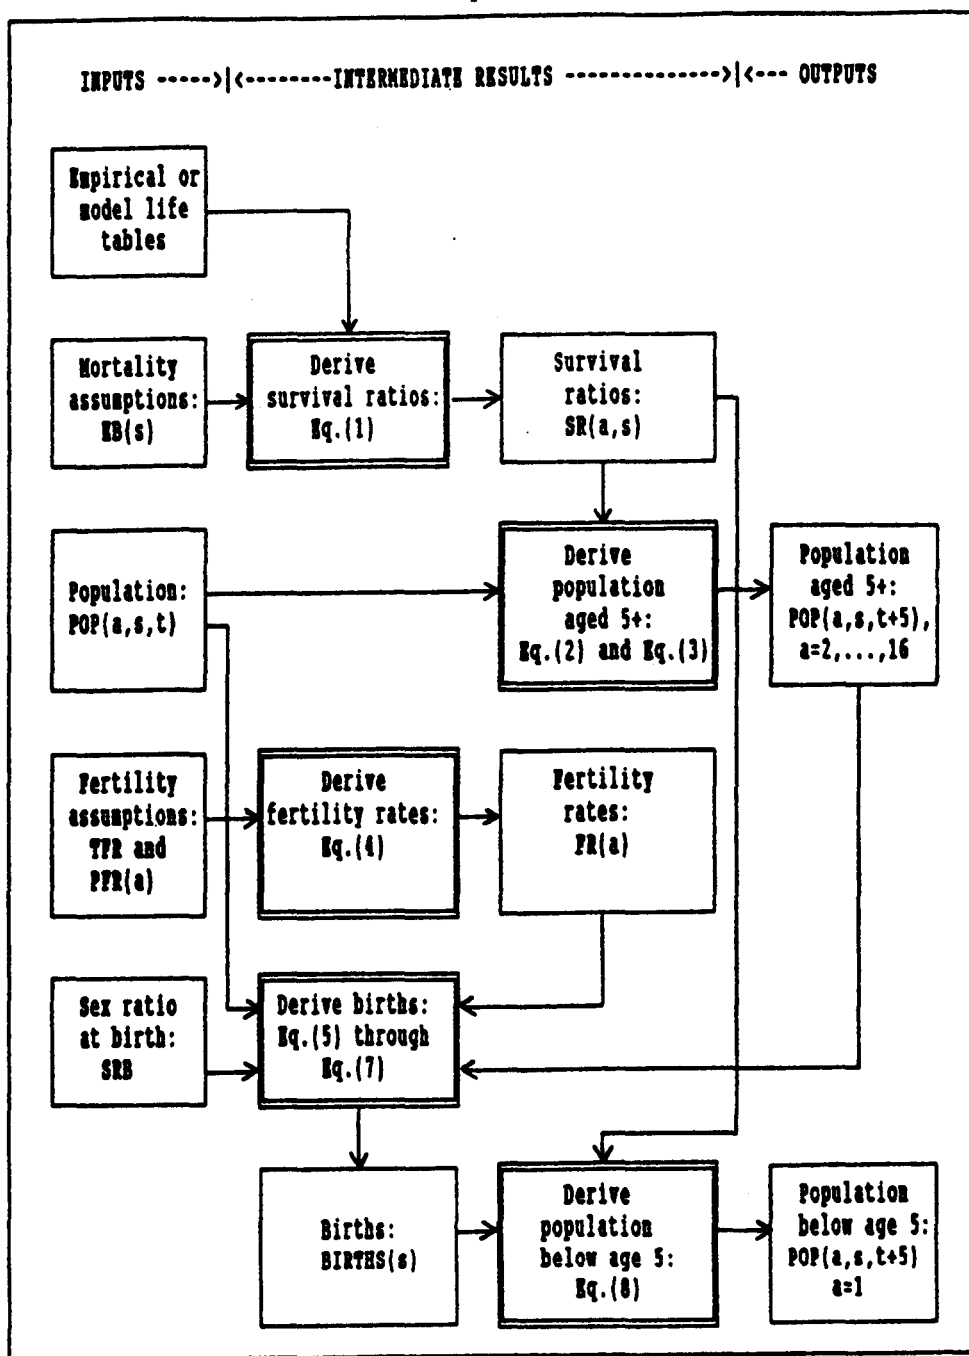 INPUTS ----->|<--------INTERMEDIATE RESULTS -------------->|<--- OUTPUTS
Empirical or
model life
tables
Mortality
assumptions:
EB(s)
Derive
survival ratios:
Eq.(1)
Survival
ratios:
SR(a,s)
Population:
POP(a,s,t)
Derive
population
aged 5+:
Eq.(2) and Eq.(3)
Population
aged 5+:
POP(a,s,t+5),
a=2,...,16
Fertility
assumptions:
TFR and
PFR(a)
Derive
fertility rates:
Eq.(4)
Fertility
rates:
FR(a)
Sex ratio
at birth:
SRB
Derive births:
Eq.(5) through
Eq.(7)
Births:
BIRTHS(s)
Derive
population
below age 5:
Eq.(8)
Population
below age 5:
POP(a,s,t+5)
a=1